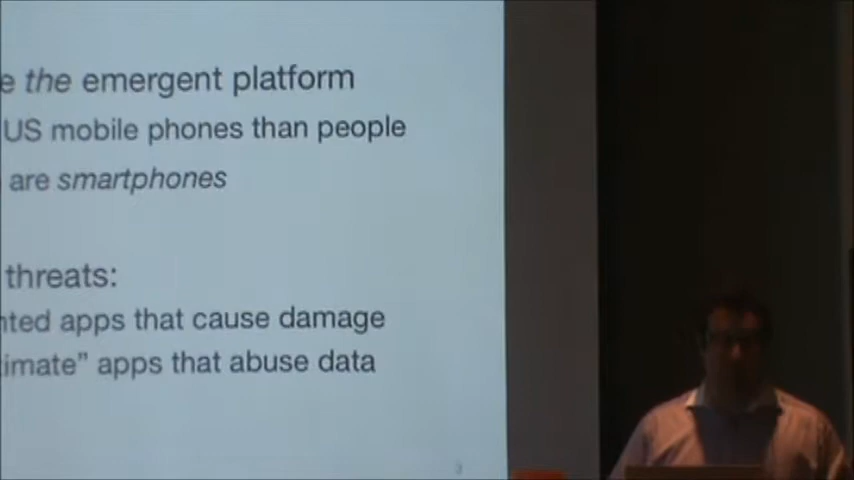 e the emergent platform
US mobile phones than people
are smartphones
threats:
nted apps that cause damage
imate” apps that abuse data
3